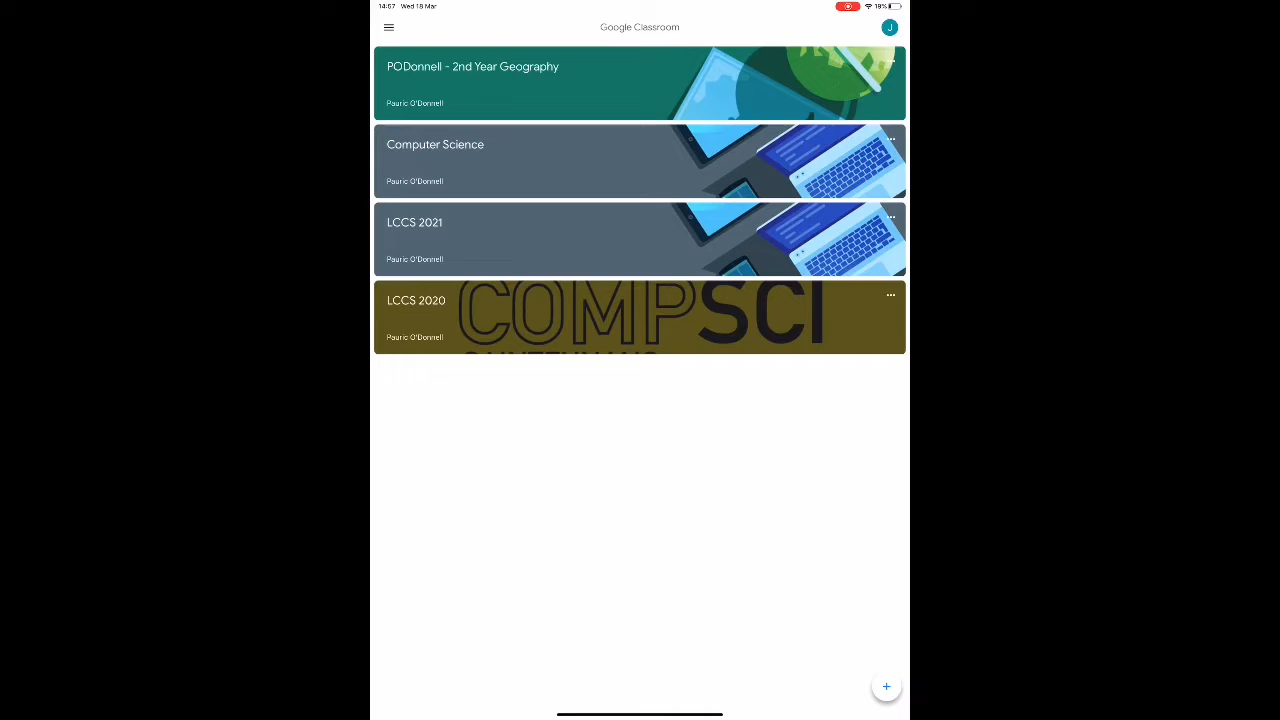 14:57 Wed 18 Mar 19%
Google Classroom
J
PODonnell - 2nd Year Geography
Pauric O'Donnell
Computer Science
Pauric O'Donnell
LCCS 2021
Pauric O'Donnell
LCCS 2020
COMPSCI
Pauric O'Donnell